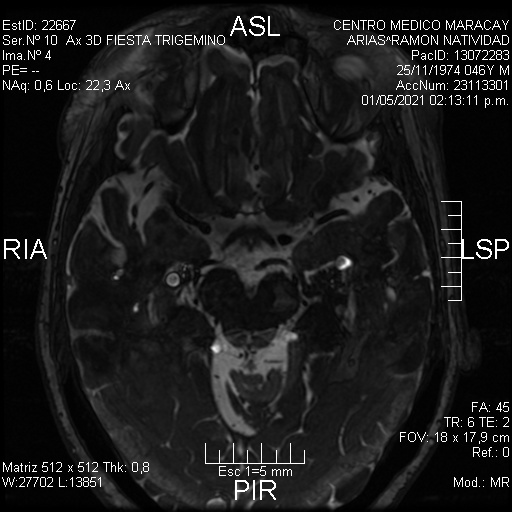 EstID: 22667
Ser.Nº 10 Ax 3D FIESTA TRIGEMINO
Ima.Nº 4
PE= --
NAq: 0,6 Loc: 22,3 Ax
ASL
CENTRO MEDICO MARACAY
ARIAS^RAMON NATIVIDAD
PacID: 13072283
25/11/1974 046Y M
AccNum: 23113301
01/05/2021 02:13:11 p.m.
RIA
LSP
FA: 45
TR: 6 TE: 2
FOV: 18 x 17,9 cm
Ref.: 0
Mod.: MR
Matriz 512 x 512 Thk: 0,8
W:27702 L:13851
Esc 1=5 mm
PIR